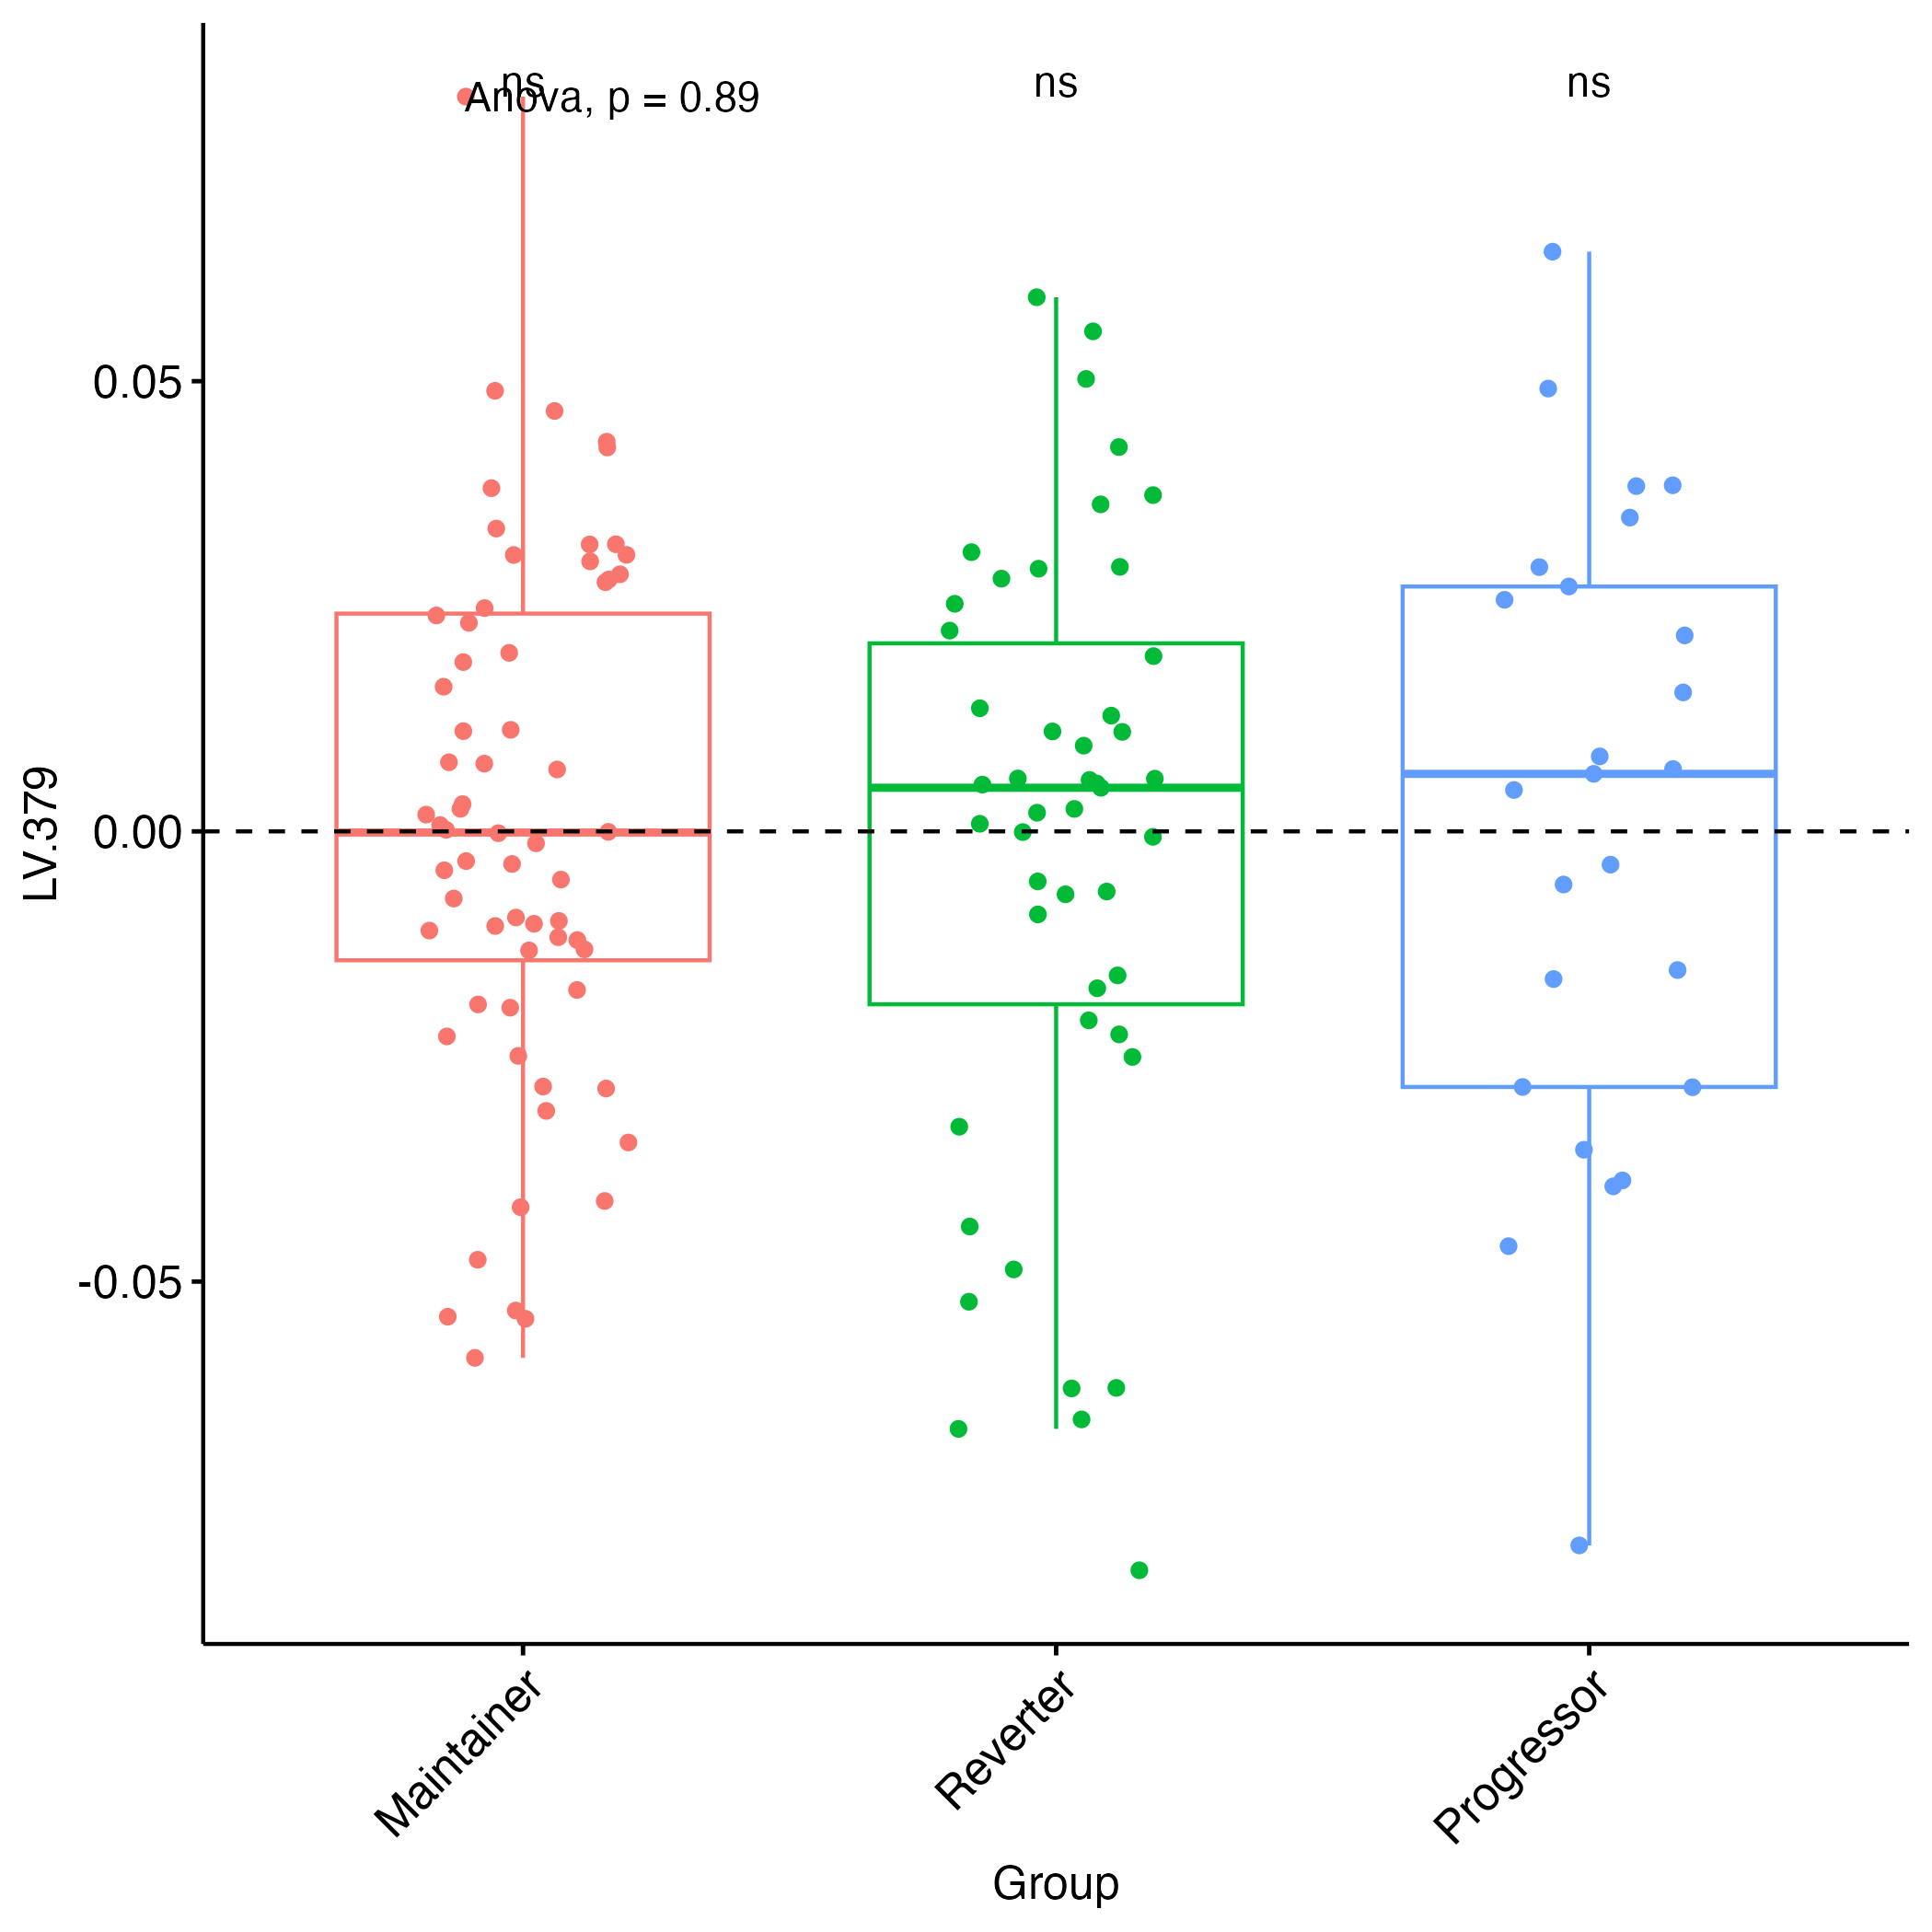 ns
ns
ns
Anova, p = 0.89
0.05
0.00
-0.05
LV.379
Maintainer
Reverter
Progressor
Group